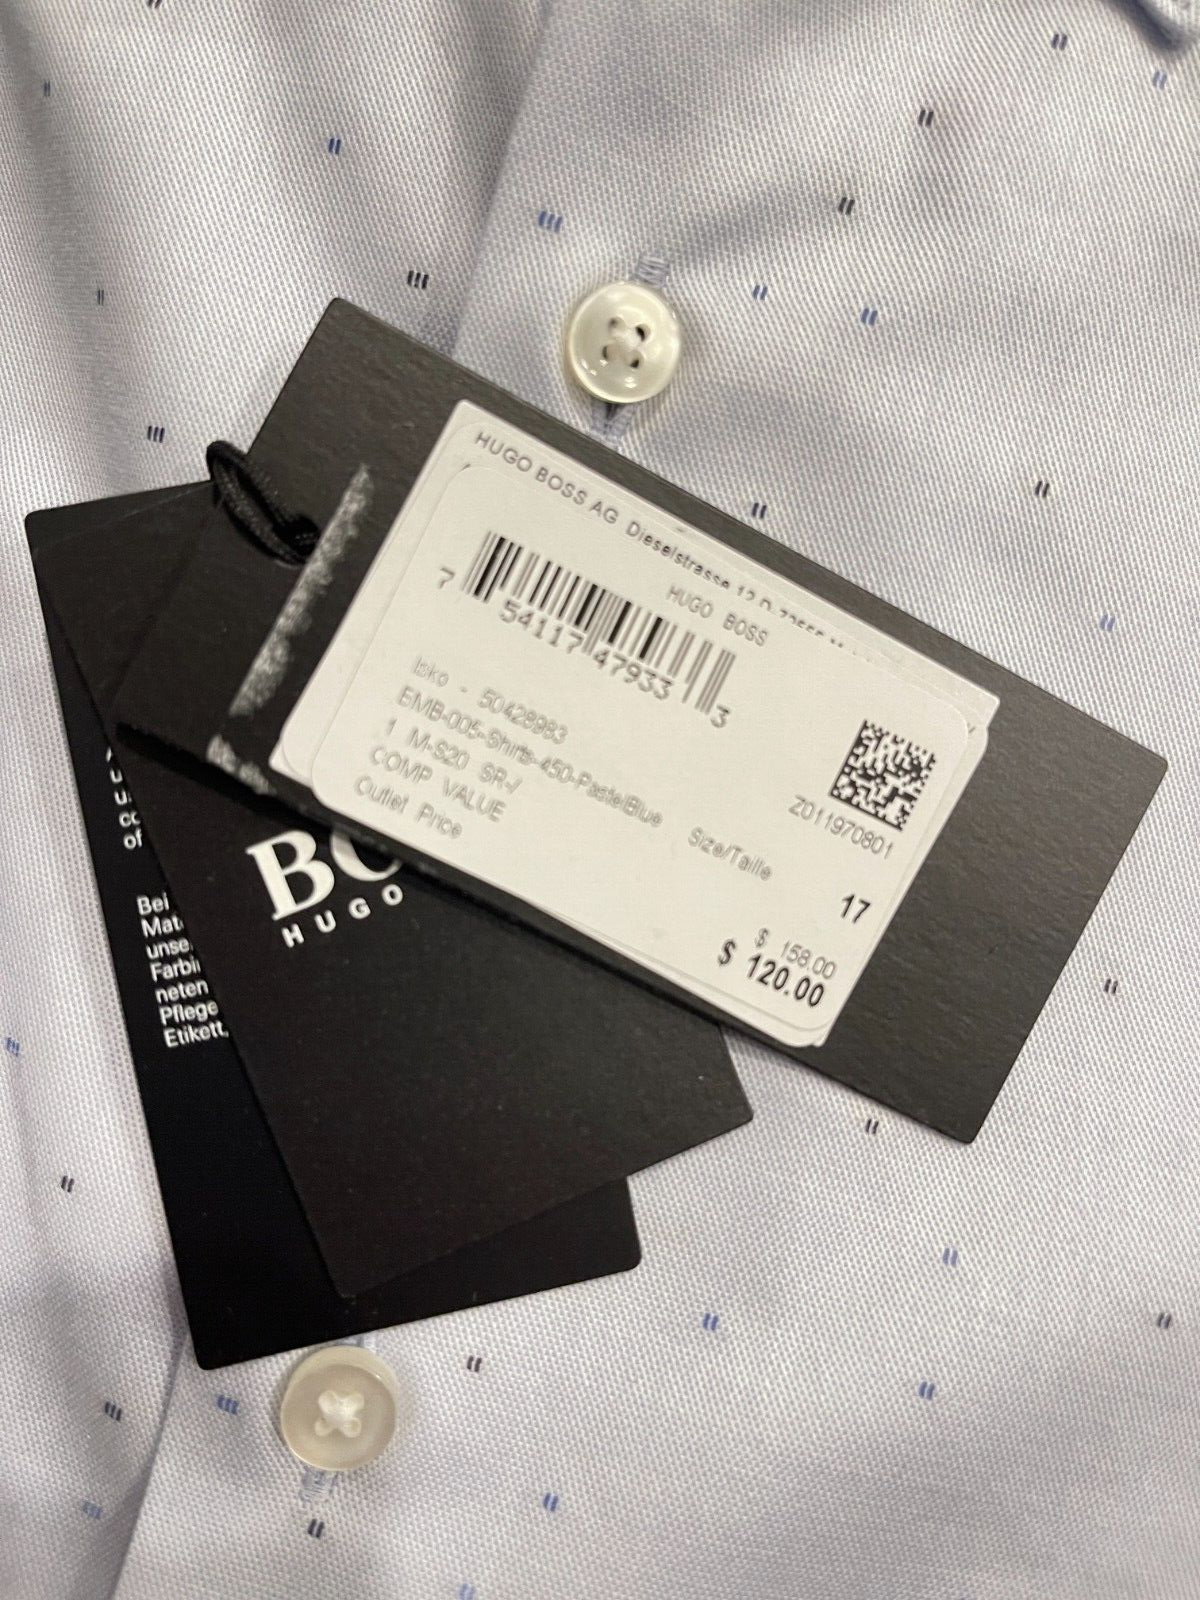 HUGO BOSS AG Dieselstrasse 12 D-
HUGO BOSS
7 54117 47933 3
Isko - 50428983
EMB-005-Shirts-450-PastelBlue
1 M-S20 SR-/
COMP VALUE
Outlet Price
Z011970801
Size/Taille
17
$ 158.00
$ 120.00
BO
HUGO
of
Bei
Mat
unse
Farbi
neten
Pflege
Etikett,